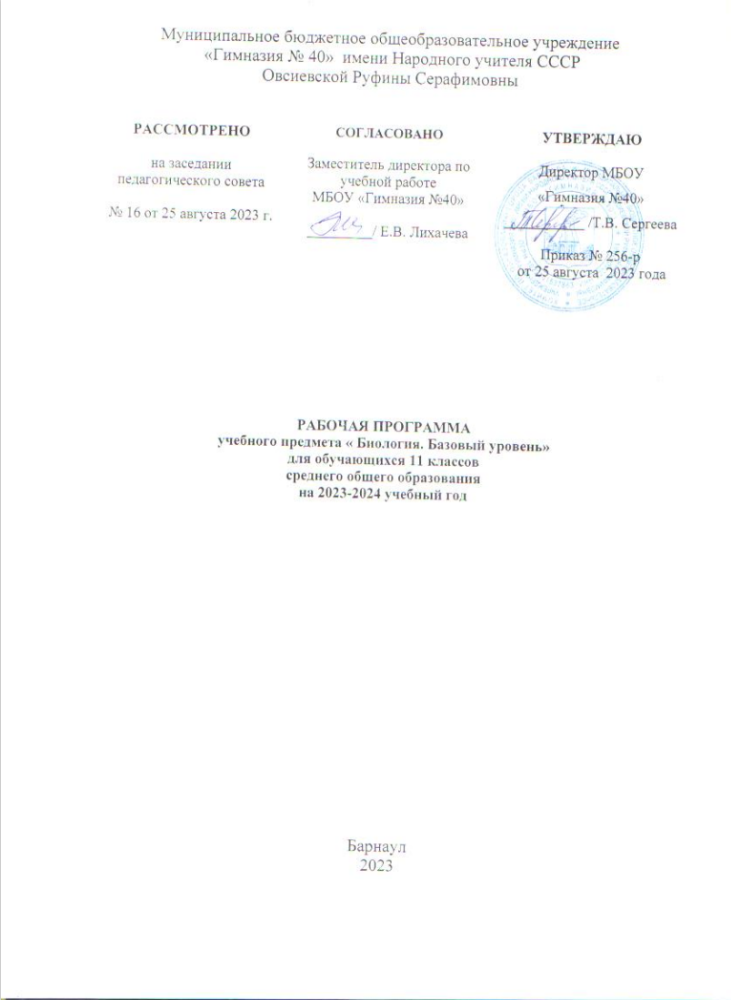 Муниципальное бюджетное общеобразовательное учреждение
«Гимназия № 40» имени Народного учителя СССР
Овсиевской Руфины Серафимовны
РАССМОТРЕНО
на заседании
педагогического совета
№ 16 от 25 августа 2023 г.
СОГЛАСОВАНО
Заместитель директора по
учебной работе
МБОУ «Гимназия №40»
/ Е.В. Лихачева
УТВЕРЖДАЮ
Директор МБОУ
«Гимназия №40»
/Т.В. Сергеева
Приказ № 256-р
от 25 августа 2023 года
РАБОЧАЯ ПРОГРАММА
учебного предмета « Биология. Базовый уровень»
для обучающихся 11 классов
среднего общего образования
на 2023-2024 учебный год
Барнаул
2023